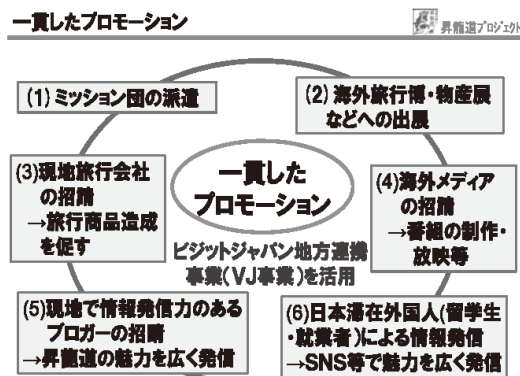 一貫したプロモーション
昇龍道プロジェクト
(1)ミッション団の派遣
(2)海外旅行博・物産展
などへの出展
(3)現地旅行会社
の招請
→旅行商品造成
を促す
一貫した
プロモーション
(4)海外メディア
の招請
→番組の制作・
放映等
ビジットジャパン地方連携
事業(VJ事業)を活用
(5)現地で情報発信力のある
ブロガーの招請
→昇龍道の魅力を広く発信
(6)日本滞在外国人(留学生
・就業者)による情報発信
→SNS等で魅力を広く発信